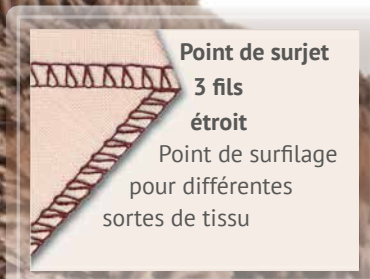 Point de surjet
3 fils
étroit
Point de surfilage
pour différentes
sortes de tissu